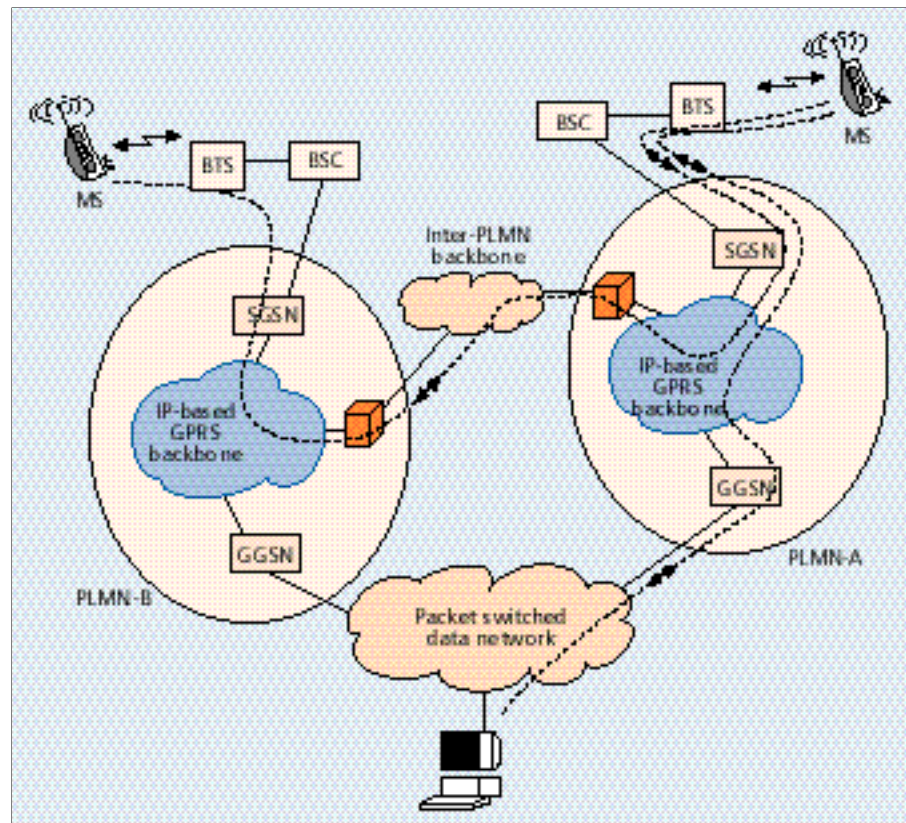 BTS
BSC
MS
BTS
BSC
MS
Inter-PLMN
backbone
SGSN
SGSN
IP-based
GPRS
backbone
IP-based
GPRS
backbone
GGSN
GGSN
PLMN-A
PLMN-B
Packet switched
data network